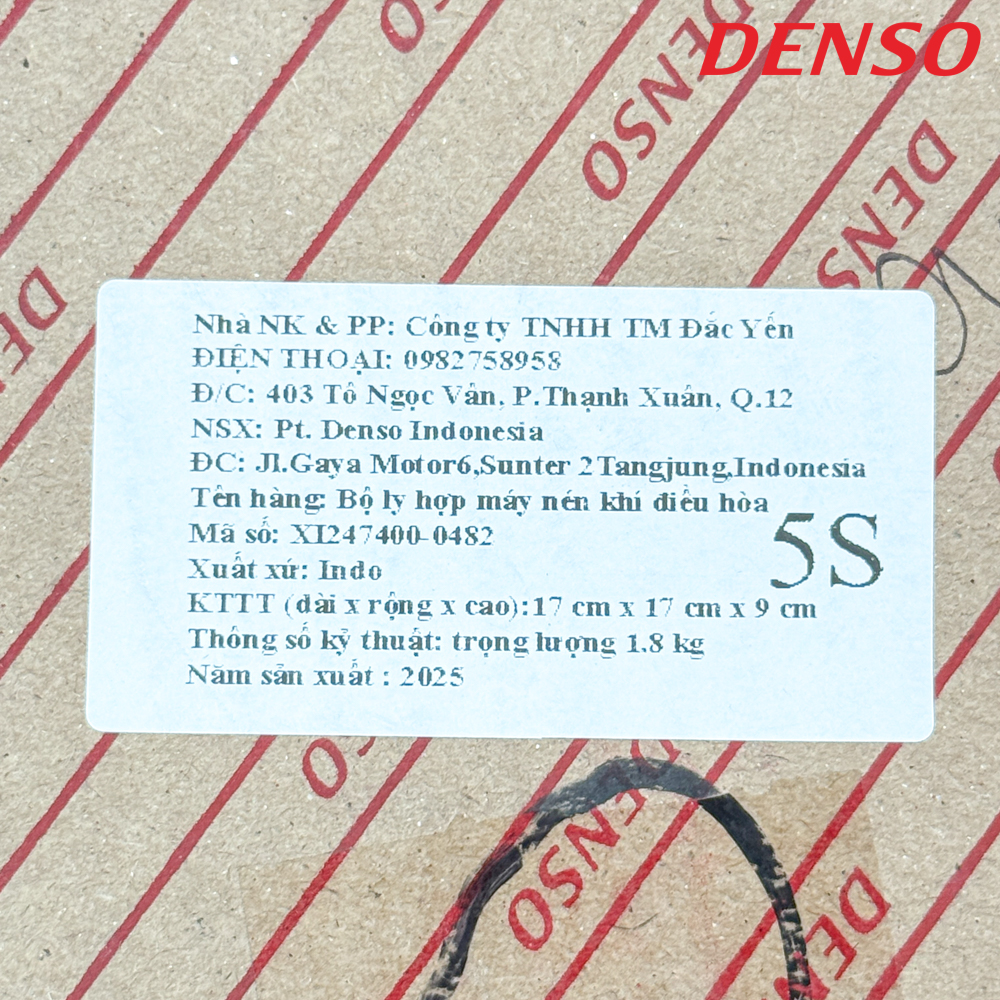 DENSO
DENSO
DENSO
Nhà NK & PP: Công ty TNHH TM Đắc Yến
ĐIỆN THOẠI: 0982758958
Đ/C: 403 Tô Ngọc Vân, P.Thạnh Xuân, Q.12
NSX: Pt. Denso Indonesia
ĐC: Jl.Gaya Motor6,Sunter 2Tangjung,Indonesia
Tên hàng: Bộ ly hợp máy nén khí điều hòa
Mã số: XI247400-0482
5S
Xuất xứ: Indo
KTTT (dài x rộng x cao):17 cm x 17 cm x 9 cm
Thông số kỹ thuật: trọng lượng 1.8 kg
Năm sản xuất : 2025
DENSO